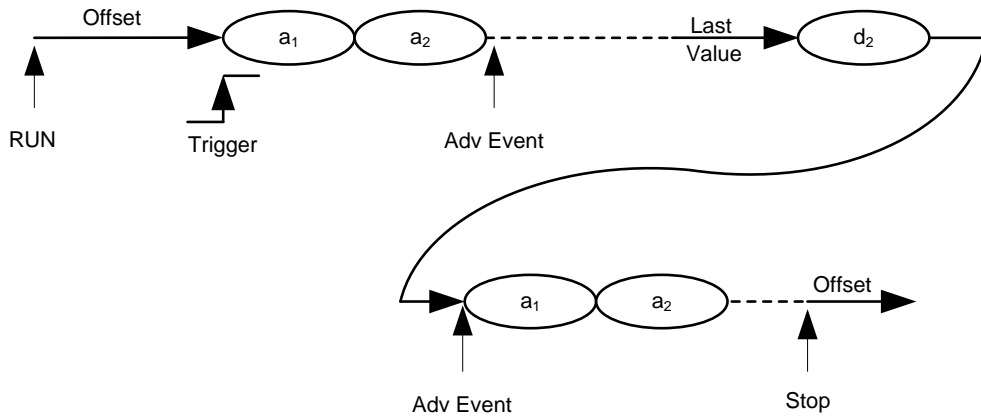 Offset
a1
a2
Last
Value
d2
RUN
Trigger
Adv Event
a1
a2
Offset
Adv Event
Stop